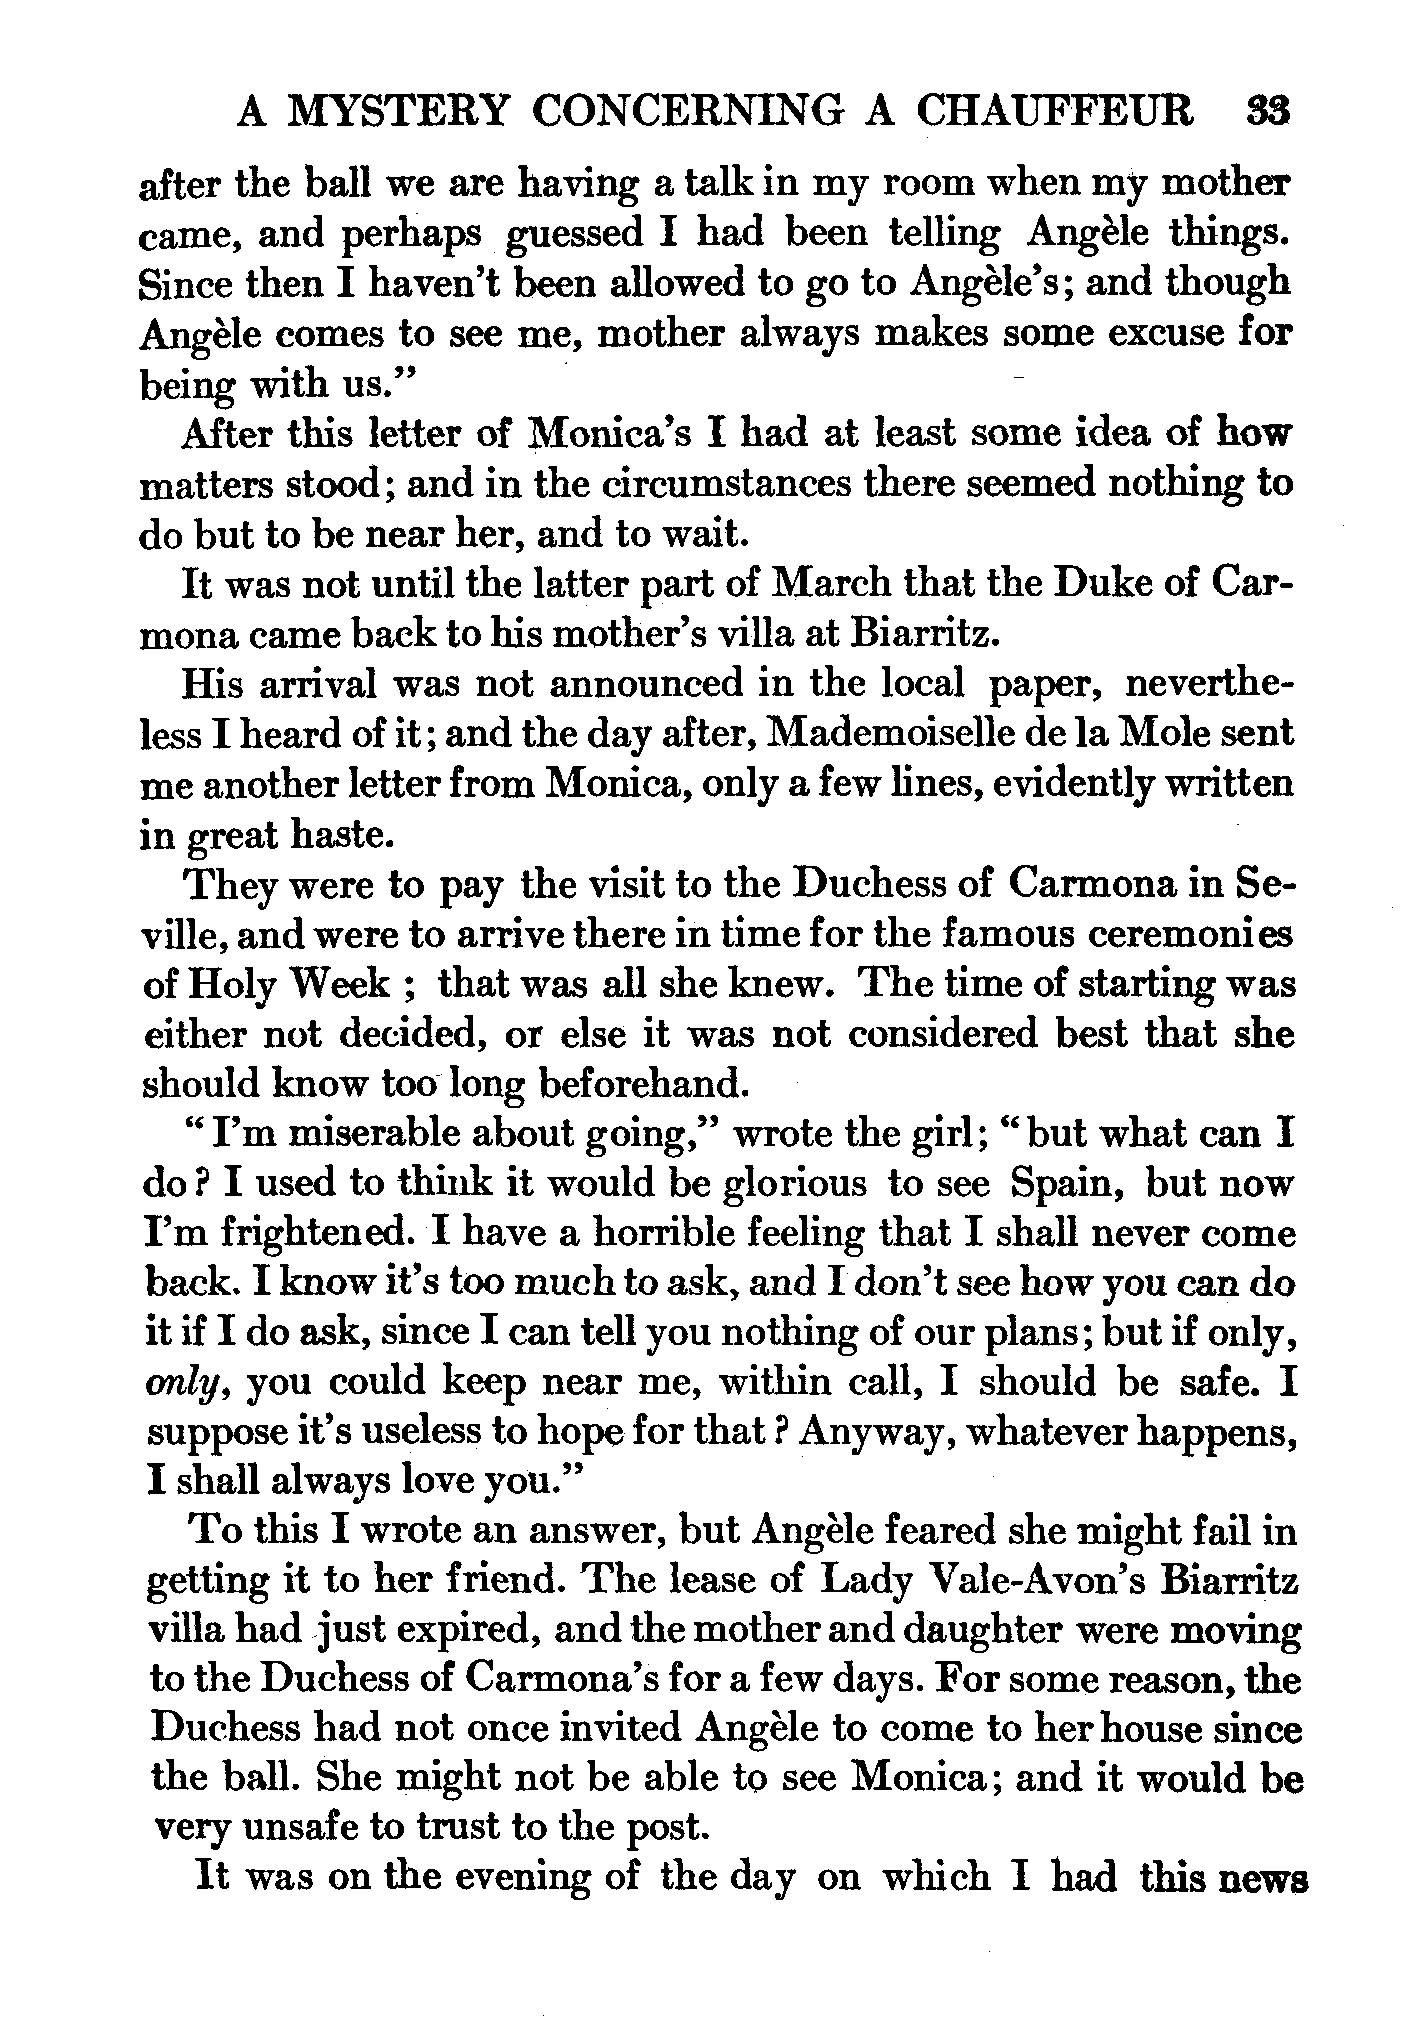 A MYSTERY CONCERNING A CHAUFFEUR 33
after the ball we are having a talk in my room when my mother
came, and perhaps guessed I had been telling Angèle things.
Since then I haven't been allowed to go to Angèle's; and though
Angèle comes to see me, mother always makes some excuse for
being with us.”
After this letter of Monica's I had at least some idea of how
matters stood; and in the circumstances there seemed nothing to
do but to be near her, and to wait.
It was not until the latter part of March that the Duke of Car-
mona came back to his mother's villa at Biarritz.
His arrival was not announced in the local paper, neverthe-
less I heard of it; and the day after, Mademoiselle de la Mole sent
me another letter from Monica, only a few lines, evidently written
in great haste.
They were to pay the visit to the Duchess of Carmona in Se-
ville, and were to arrive there in time for the famous ceremonies
of Holy Week ; that was all she knew. The time of starting was
either not decided, or else it was not considered best that she
should know too long beforehand.
“I'm miserable about going,” wrote the girl; “but what can I
do? I used to think it would be glorious to see Spain, but now
I'm frightened. I have a horrible feeling that I shall never come
back. I know it's too much to ask, and I don't see how you can do
it if I do ask, since I can tell you nothing of our plans; but if only,
only, you could keep near me, within call, I should be safe. I
suppose it's useless to hope for that? Anyway, whatever happens,
I shall always love you.”
To this I wrote an answer, but Angèle feared she might fail in
getting it to her friend. The lease of Lady Vale-Avon's Biarritz
villa had just expired, and the mother and daughter were moving
to the Duchess of Carmona's for a few days. For some reason, the
Duchess had not once invited Angèle to come to her house since
the ball. She might not be able to see Monica; and it would be
very unsafe to trust to the post.
It was on the evening of the day on which I had this news